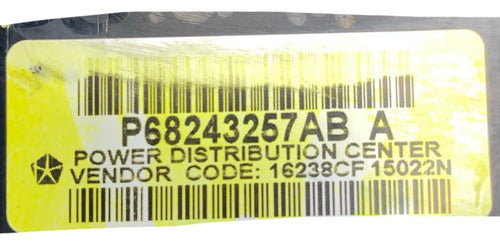 P68243257AB A
POWER DISTRIBUTION CENTER
VENDOR CODE: 16238CF 15022N